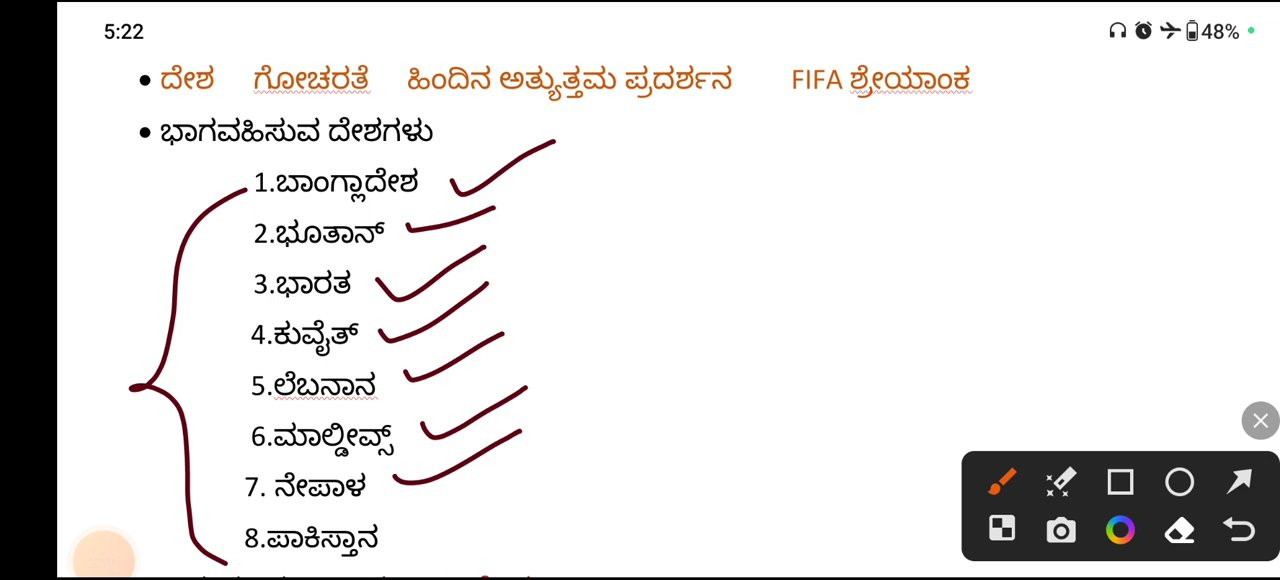 5:22 48%
ದೇಶ ಗೋಚರತೆ ಹಿಂದಿನ ಅತ್ಯುತ್ತಮ ಪ್ರದರ್ಶನ FIFA ಶ್ರೇಯಾಂಕ
ಭಾಗವಹಿಸುವ ದೇಶಗಳು
1.ಬಾಂಗ್ಲಾದೇಶ
2.ಭೂತಾನ್
3.ಭಾರತ
4.ಕುವೈತ್
5.ಲೆಬನಾನ
6.ಮಾಲ್ಡೀವ್ಸ್
7. ನೇಪಾಳ
8.ಪಾಕಿಸ್ತಾನ